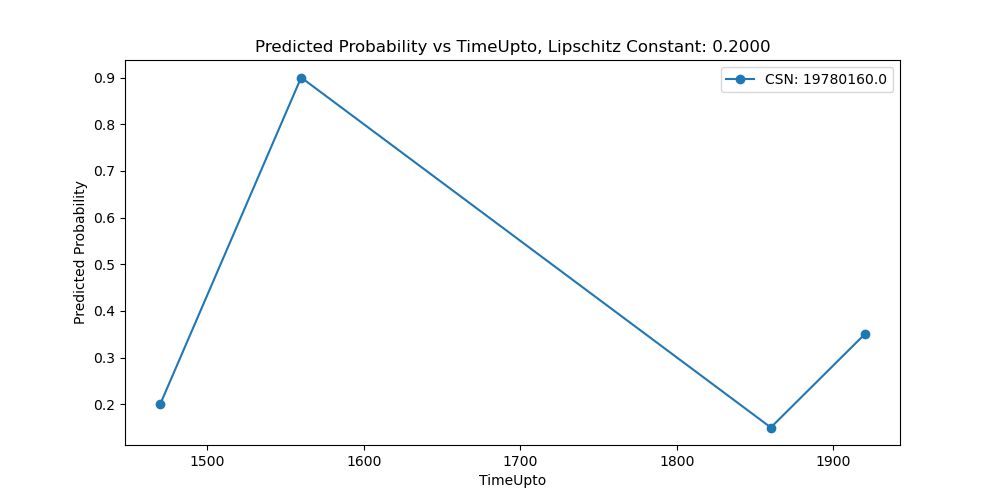 Predicted Probability vs TimeUpto, Lipschitz Constant: 0.2000
CSN: 19780160.0
Predicted Probability
0.9
0.8
0.7
0.6
0.5
0.4
0.3
0.2
1500 1600 1700 1800 1900
TimeUpto